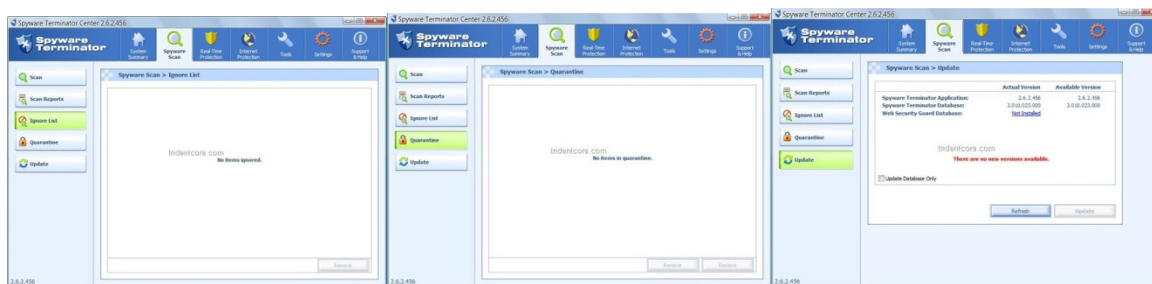 Spyware Terminator Center 2.6.2.456
Spyware
Terminator
System
Summary
Spyware
Scan
Real-Time
Protection
Internet
Protection
Tools
Settings
Support
& Help
Scan
Scan Reports
Ignore List
Quarantine
Update
Spyware Scan > Ignore List
tridentcore.com
No items ignored.
Remove
2.6.2.456
Spyware Terminator Center 2.6.2.456
Spyware
Terminator
System
Summary
Spyware
Scan
Real-Time
Protection
Internet
Protection
Tools
Settings
Support
& Help
Scan
Scan Reports
Ignore List
Quarantine
Update
Spyware Scan > Quarantine
tridentcore.com
No items in quarantine.
Remove
Restore
2.6.2.456
Spyware Terminator Center 2.6.2.456
Spyware
Terminator
System
Summary
Spyware
Scan
Real-Time
Protection
Internet
Protection
Tools
Settings
Support
& Help
Scan
Scan Reports
Ignore List
Quarantine
Update
Spyware Scan > Update
Actual Version Available Version
Spyware Terminator Application: 2.6.2.456 2.6.2.456
Spyware Terminator Database: 3.010.023.000 3.010.023.000
Web Security Guard Database: Not Installed
tridentcore.com
There are no new versions available.
Update Database Only
Refresh
Update
2.6.2.456